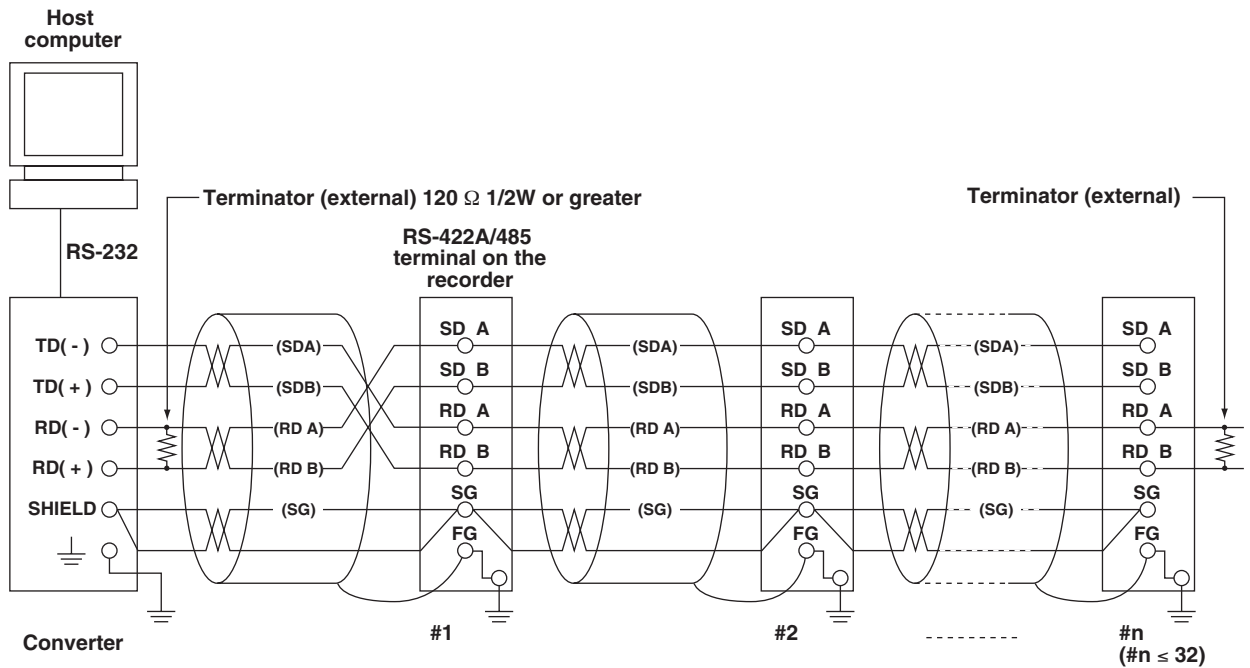 Host
computer
RS-232
Terminator (external) 120 Ω 1/2W or greater
Terminator (external)
RS-422A/485
terminal on the
recorder
TD( - )
TD( + )
RD( - )
RD( + )
SHIELD
(SDA)
(SDB)
(RD A)
(RD B)
(SG)
SD A
SD B
RD A
RD B
SG
FG
(SDA)
(SDB)
(RD A)
(RD B)
(SG)
SD A
SD B
RD A
RD B
SG
FG
(SDA)
(SDB)
(RD A)
(RD B)
(SG)
SD A
SD B
RD A
RD B
SG
FG
Converter
#1
#2
#n
(#n ≤ 32)